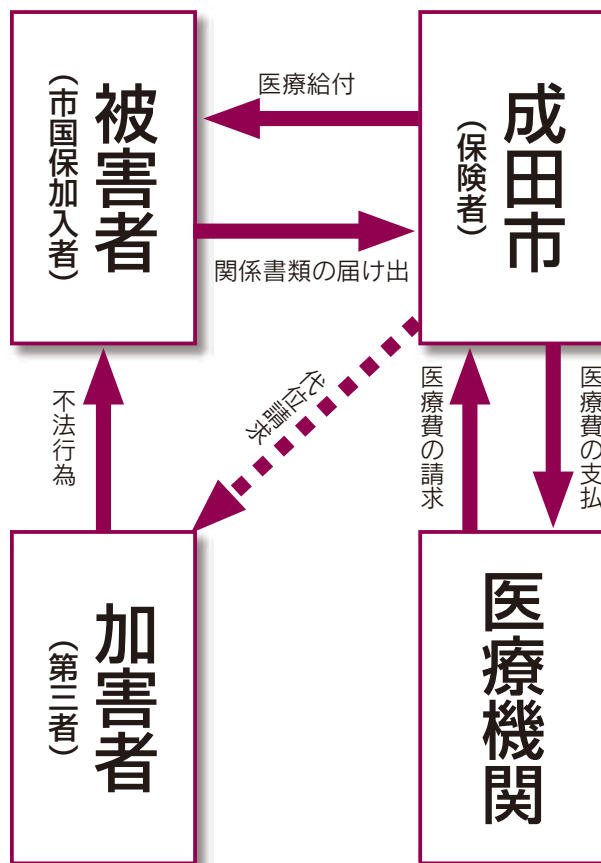 被害者
（市国保加入者）
医療給付
関係書類の届け出
成田市
（保険者）
不法行為
代位請求
医療費の請求
医療費の支払
加害者
（第三者）
医療機関